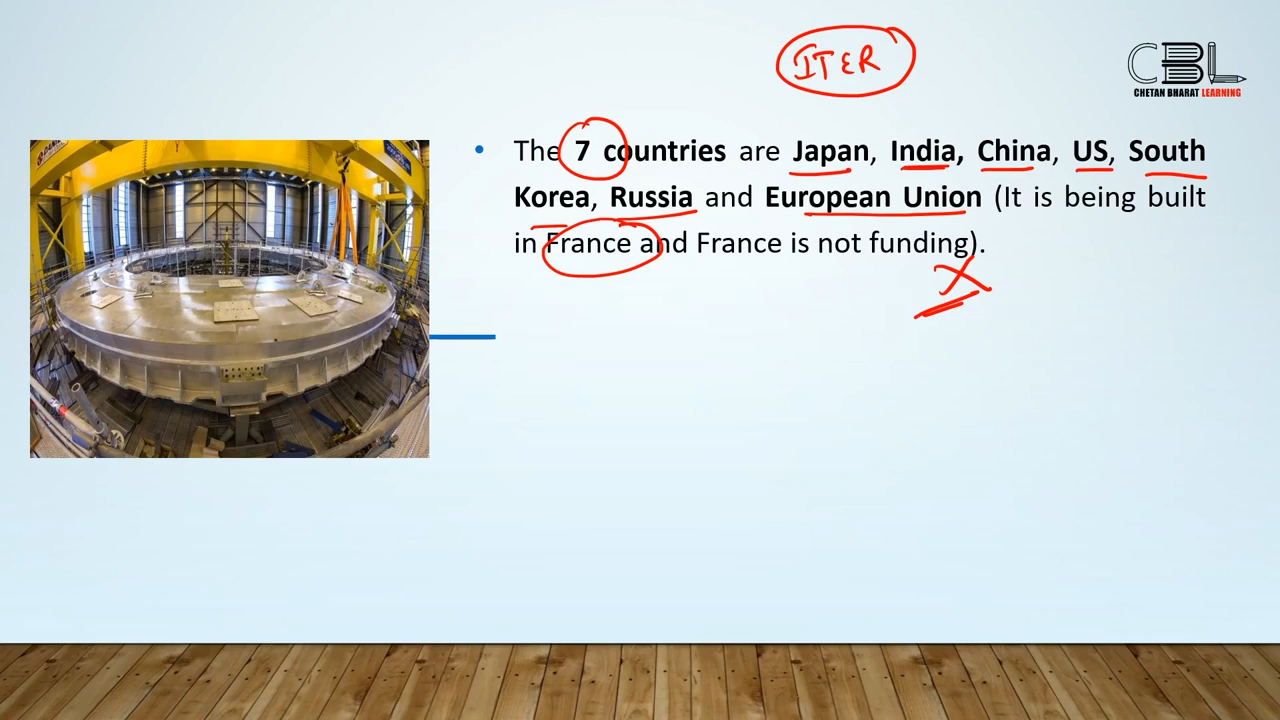 ITER
CBL
CHETAN BHARAT LEARNING
• The 7 countries are Japan, India, China, US, South
Korea, Russia and European Union (It is being built
in France and France is not funding).